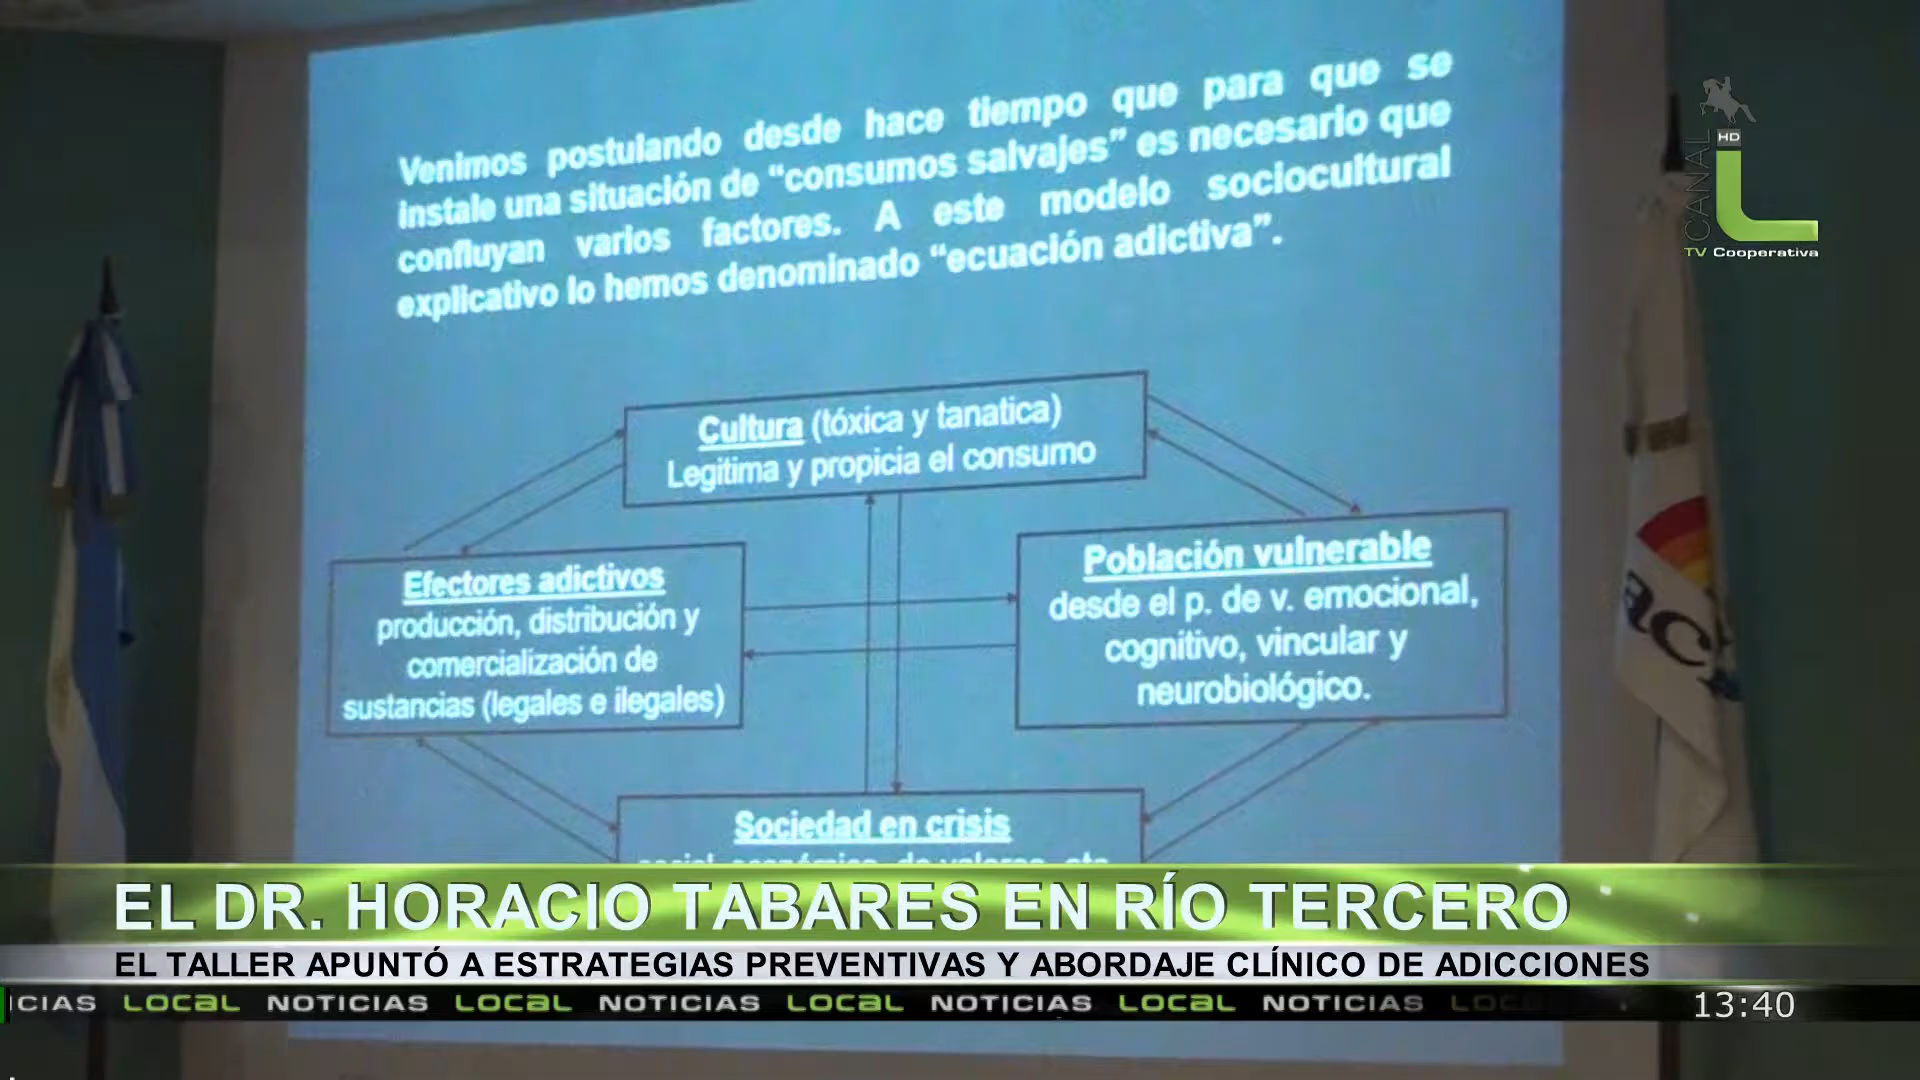 Venimos postulando desde hace tiempo que para que se
instale una situación de “consumos salvajes” es necesario que
confluyan varios factores. A este modelo sociocultural
explicativo lo hemos denominado “ecuación adictiva”.
CANAL
HD
L
TV Cooperativa
Cultura (tóxica y tanatica)
Legitima y propicia el consumo
Efectores adictivos
producción, distribución y
comercialización de
sustancias (legales e ilegales)
Población vulnerable
desde el p. de v. emocional,
cognitivo, vincular y
neurobiológico.
Sociedad en crisis
EL DR. HORACIO TABARES EN RÍO TERCERO
EL TALLER APUNTÓ A ESTRATEGIAS PREVENTIVAS Y ABORDAJE CLÍNICO DE ADICCIONES
ICIAS LOCAL NOTICIAS LOCAL NOTICIAS LOCAL NOTICIAS LOCAL NOTICIAS LOC 13:40